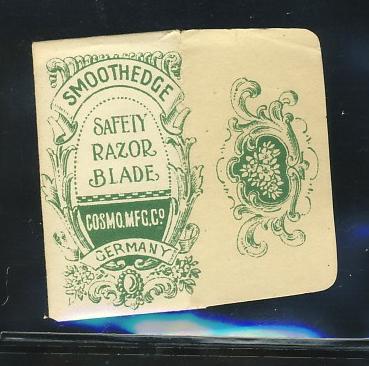 SMOOTHEDGE
SAFETY
RAZOR
BLADE
COSMO.MFG.CO
GERMANY